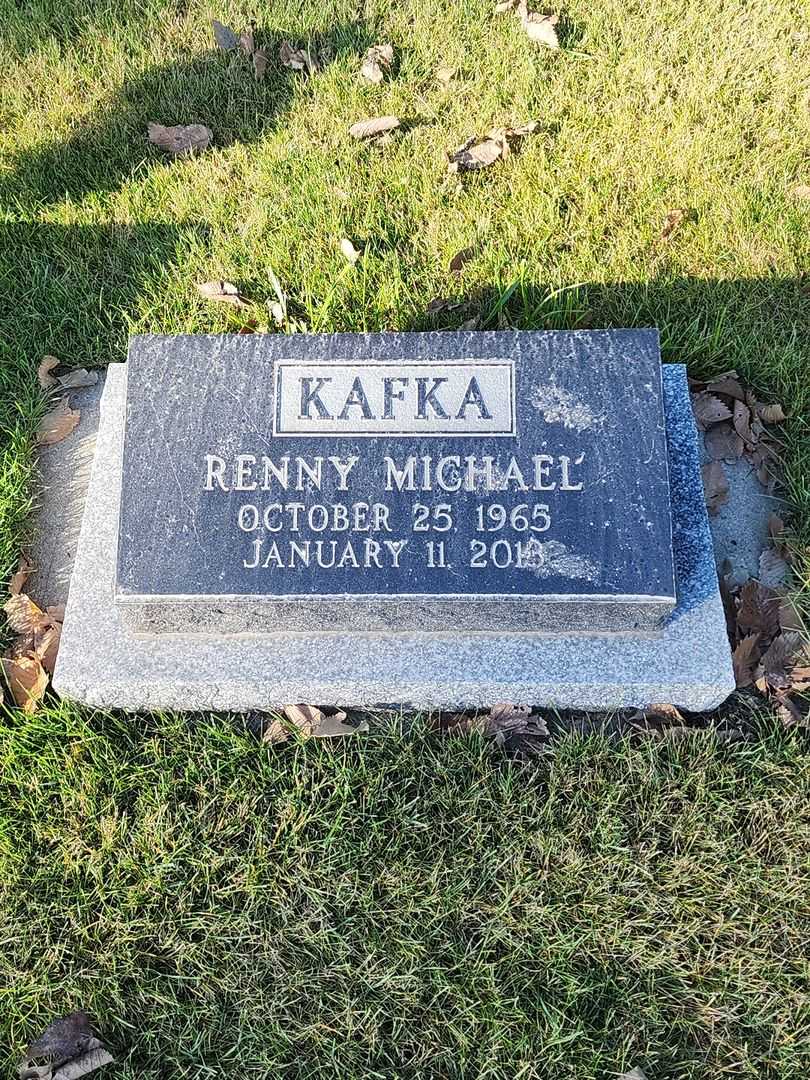 KAFKA
RENNY MICHAEL
OCTOBER 25 1965
JANUARY 11 2013